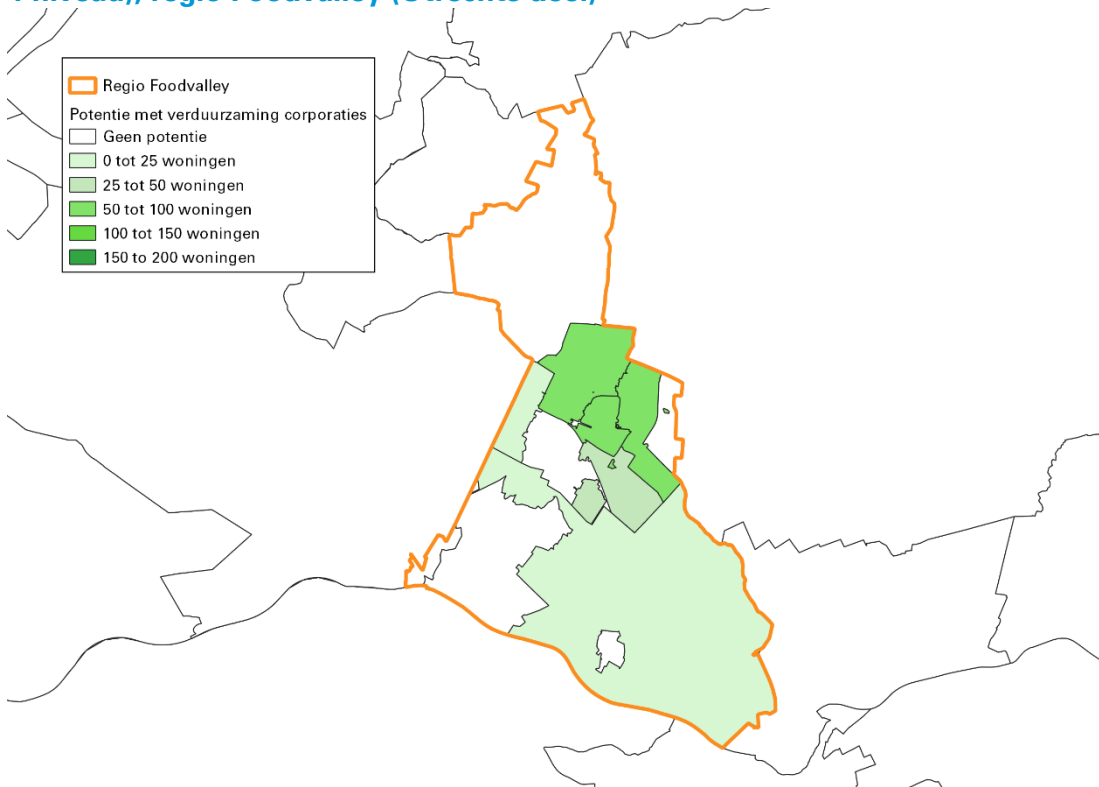 Regio Foodvalley
Potentie met verduurzaming corporaties
Geen potentie
0 tot 25 woningen
25 tot 50 woningen
50 tot 100 woningen
100 tot 150 woningen
150 to 200 woningen